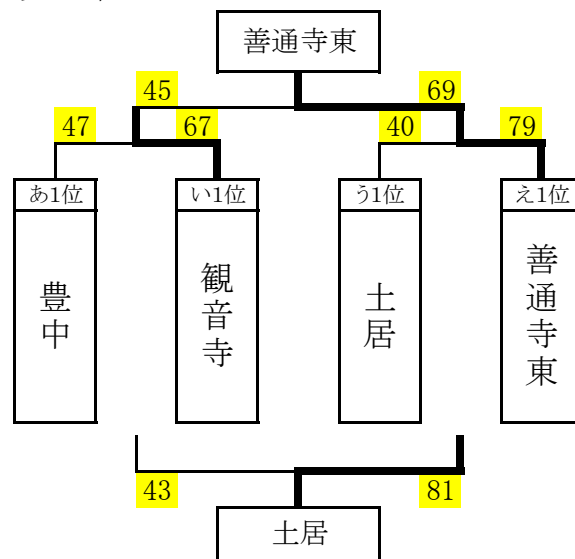 善通寺東
45 69
47 67 40 79
あ1位 い1位 う1位 え1位
豊中
観音寺
土居
善通寺東
43 81
土居